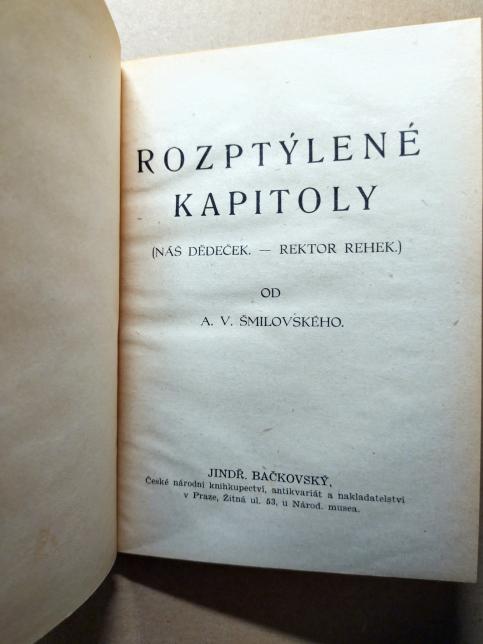 ROZPTÝLENÉ
KAPITOLY
(NÁŠ DĚDEČEK. — REKTOR REHEK.)
OD
A. V. ŠMILOVSKÉHO.
JINDŘ. BAČKOVSKÝ,
České národní knihkupectví, antikvariát a nakladatelství
v Praze, Žitná ul. 53, u Národ. musea.